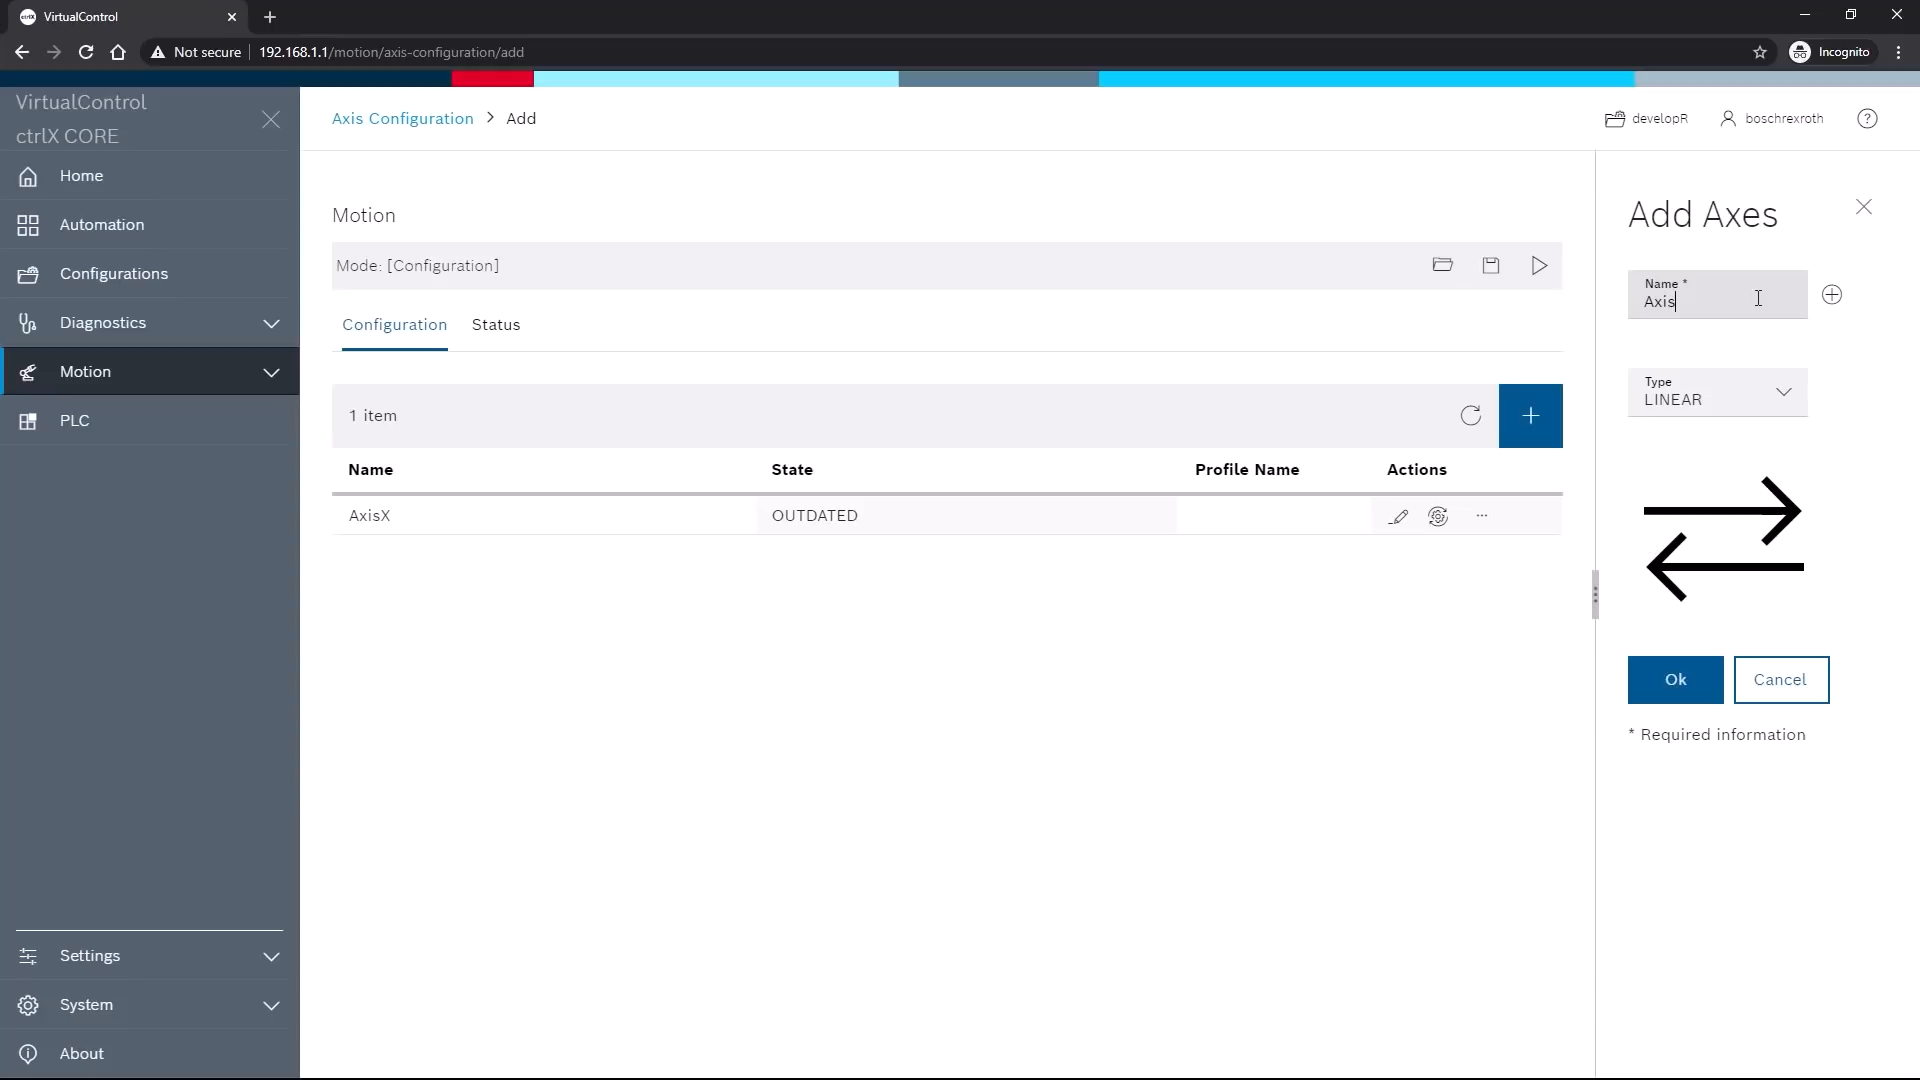 VirtualControl
Not secure
192.168.1.1/motion/axis-configuration/add
Incognito
VirtualControl
ctrlX CORE
Home
Automation
Configurations
Diagnostics
Motion
PLC
Settings
System
About
Axis Configuration > Add
developR
boschrexroth
Motion
Mode: [Configuration]
Configuration
Status
1 item
Name State Profile Name Actions
AxisX OUTDATED
Add Axes
Name *
Axis
Type
LINEAR
Ok
Cancel
* Required information